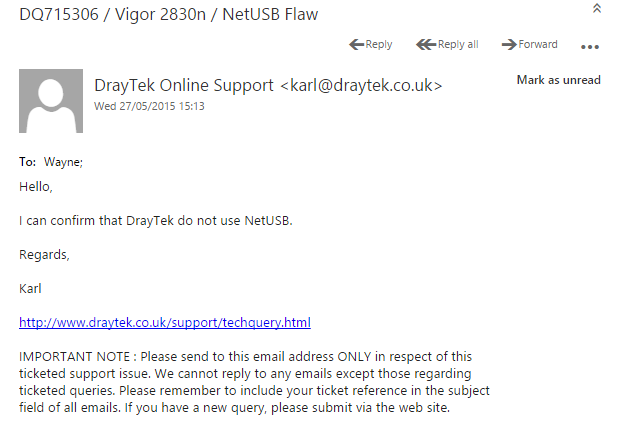 DQ715306 / Vigor 2830n / NetUSB Flaw
Reply Reply all Forward
DrayTek Online Support <karl@draytek.co.uk> Mark as unread
Wed 27/05/2015 15:13
To: Wayne;
Hello,
I can confirm that DrayTek do not use NetUSB.
Regards,
Karl
http://www.draytek.co.uk/support/techquery.html
IMPORTANT NOTE : Please send to this email address ONLY in respect of this
ticketed support issue. We cannot reply to any emails except those regarding
ticketed queries. Please remember to include your ticket reference in the subject
field of all emails. If you have a new query, please submit via the web site.